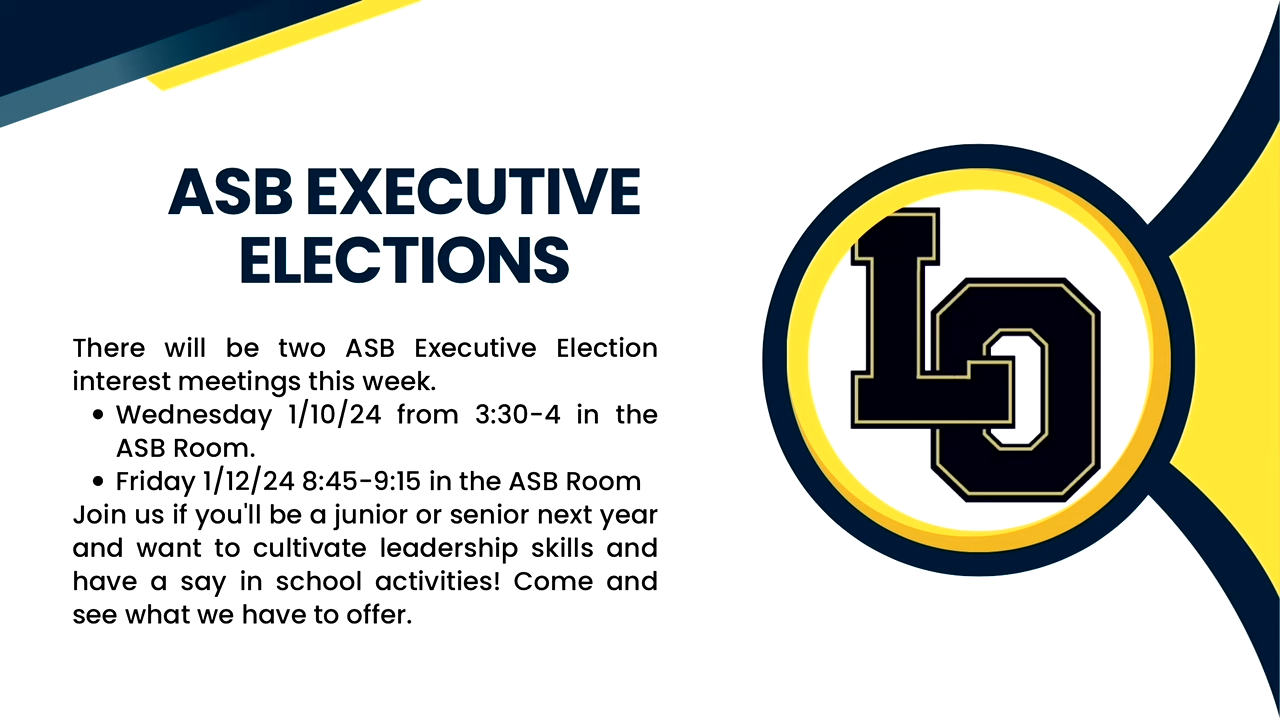 ASB EXECUTIVE
ELECTIONS
There will be two ASB Executive Election
interest meetings this week.
• Wednesday 1/10/24 from 3:30-4 in the
ASB Room.
• Friday 1/12/24 8:45-9:15 in the ASB Room
Join us if you'll be a junior or senior next year
and want to cultivate leadership skills and
have a say in school activities! Come and
see what we have to offer.
LO